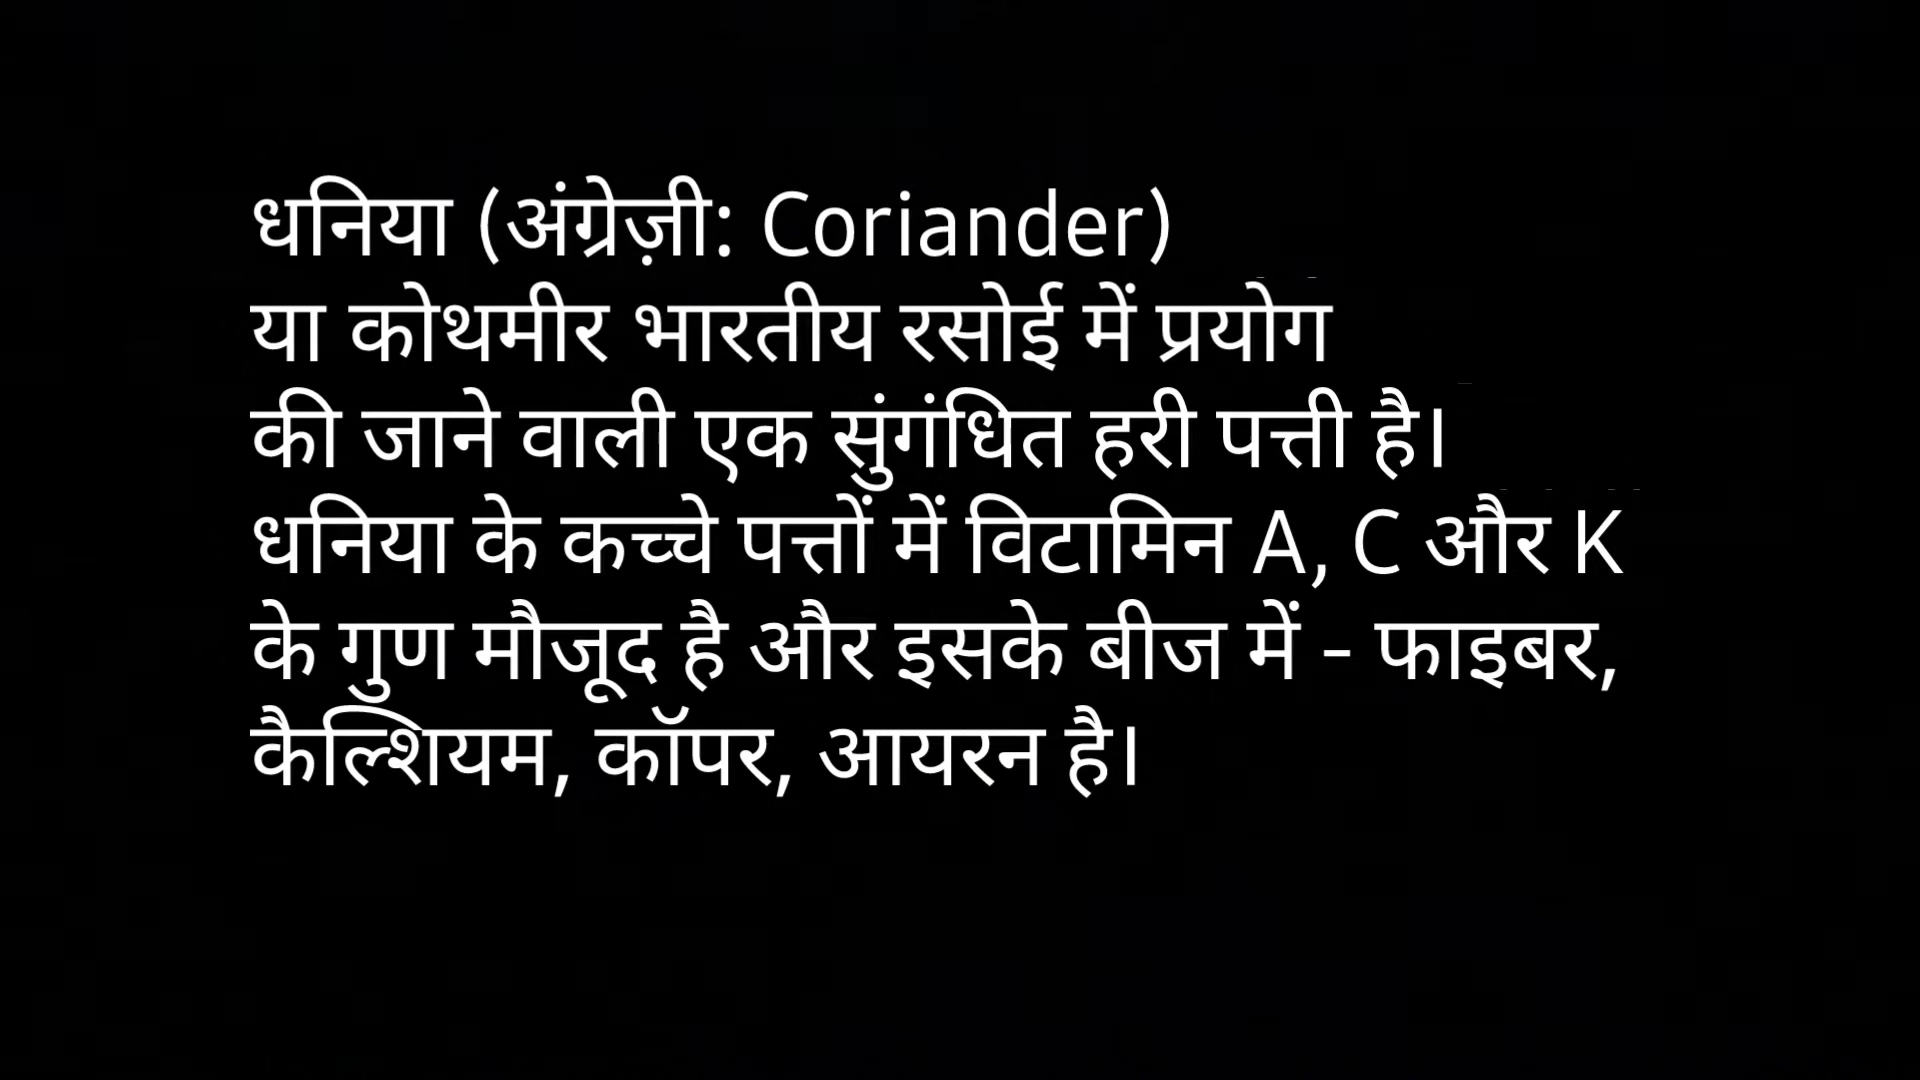 धनिया (अंग्रेज़ी: Coriander)
या कोथमीर भारतीय रसोई में प्रयोग
की जाने वाली एक सुंगंधित हरी पत्ती है।
धनिया के कच्चे पत्तों में विटामिन A, C और K
के गुण मौजूद है और इसके बीज में - फाइबर,
कैल्शियम, कॉपर, आयरन है।